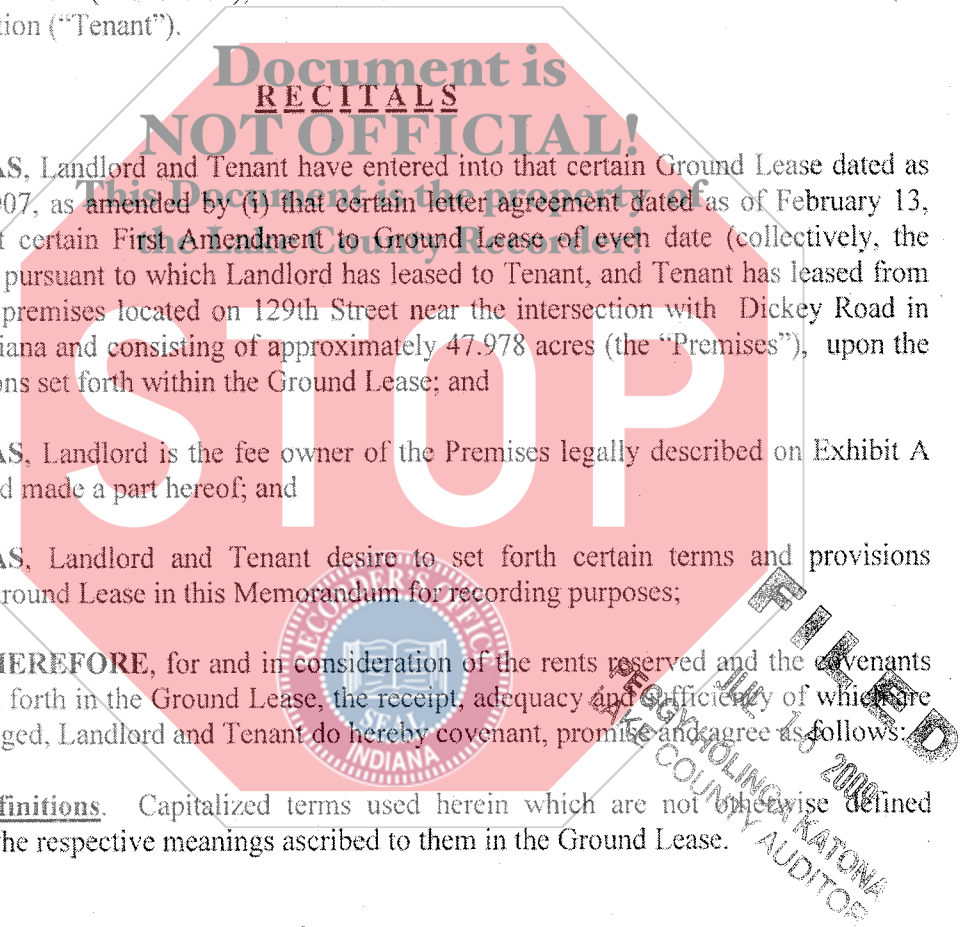 tion (“Tenant”).
Document is
RECITALS
NOT OFFICIAL!
AS, Landlord and Tenant have entered into that certain Ground Lease dated as
This Document is the property of
007, as amended by (i) that certain letter agreement dated as of February 13,
the Lake County Recorder!
t certain First Amendment to Ground Lease of even date (collectively, the
pursuant to which Landlord has leased to Tenant, and Tenant has leased from
premises located on 129th Street near the intersection with Dickey Road in
iana and consisting of approximately 47.978 acres (the “Premises”), upon the
ons set forth within the Ground Lease; and
STOP
AS, Landlord is the fee owner of the Premises legally described on Exhibit A
d made a part hereof; and
AS, Landlord and Tenant desire to set forth certain terms and provisions
Ground Lease in this Memorandum for recording purposes;
RECORDER'S OFFICE
SEAL
INDIANA
HEREFORE, for and in consideration of the rents reserved and the covenants
forth in the Ground Lease, the receipt, adequacy and sufficiency of which are
ged, Landlord and Tenant do hereby covenant, promise and agree as follows:
FILED
JUL
PEGGY HOLINGA KATONA
LAKE COUNTY AUDITOR
finitions. Capitalized terms used herein which are not otherwise defined
the respective meanings ascribed to them in the Ground Lease.